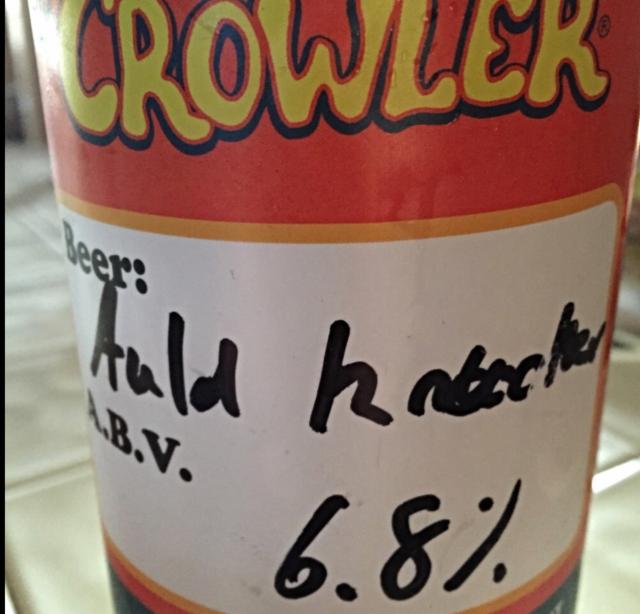 CROWLER®
Beer:
Auld
A.B.V.
6.8%